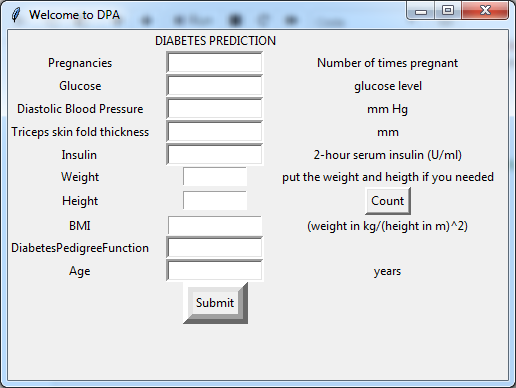 Welcome to DPA
DIABETES PREDICTION
Pregnancies Number of times pregnant
Glucose glucose level
Diastolic Blood Pressure mm Hg
Triceps skin fold thickness mm
Insulin 2-hour serum insulin (U/ml)
Weight put the weight and heigth if you needed
Height Count
BMI (weight in kg/(height in m)^2)
DiabetesPedigreeFunction
Age years
Submit